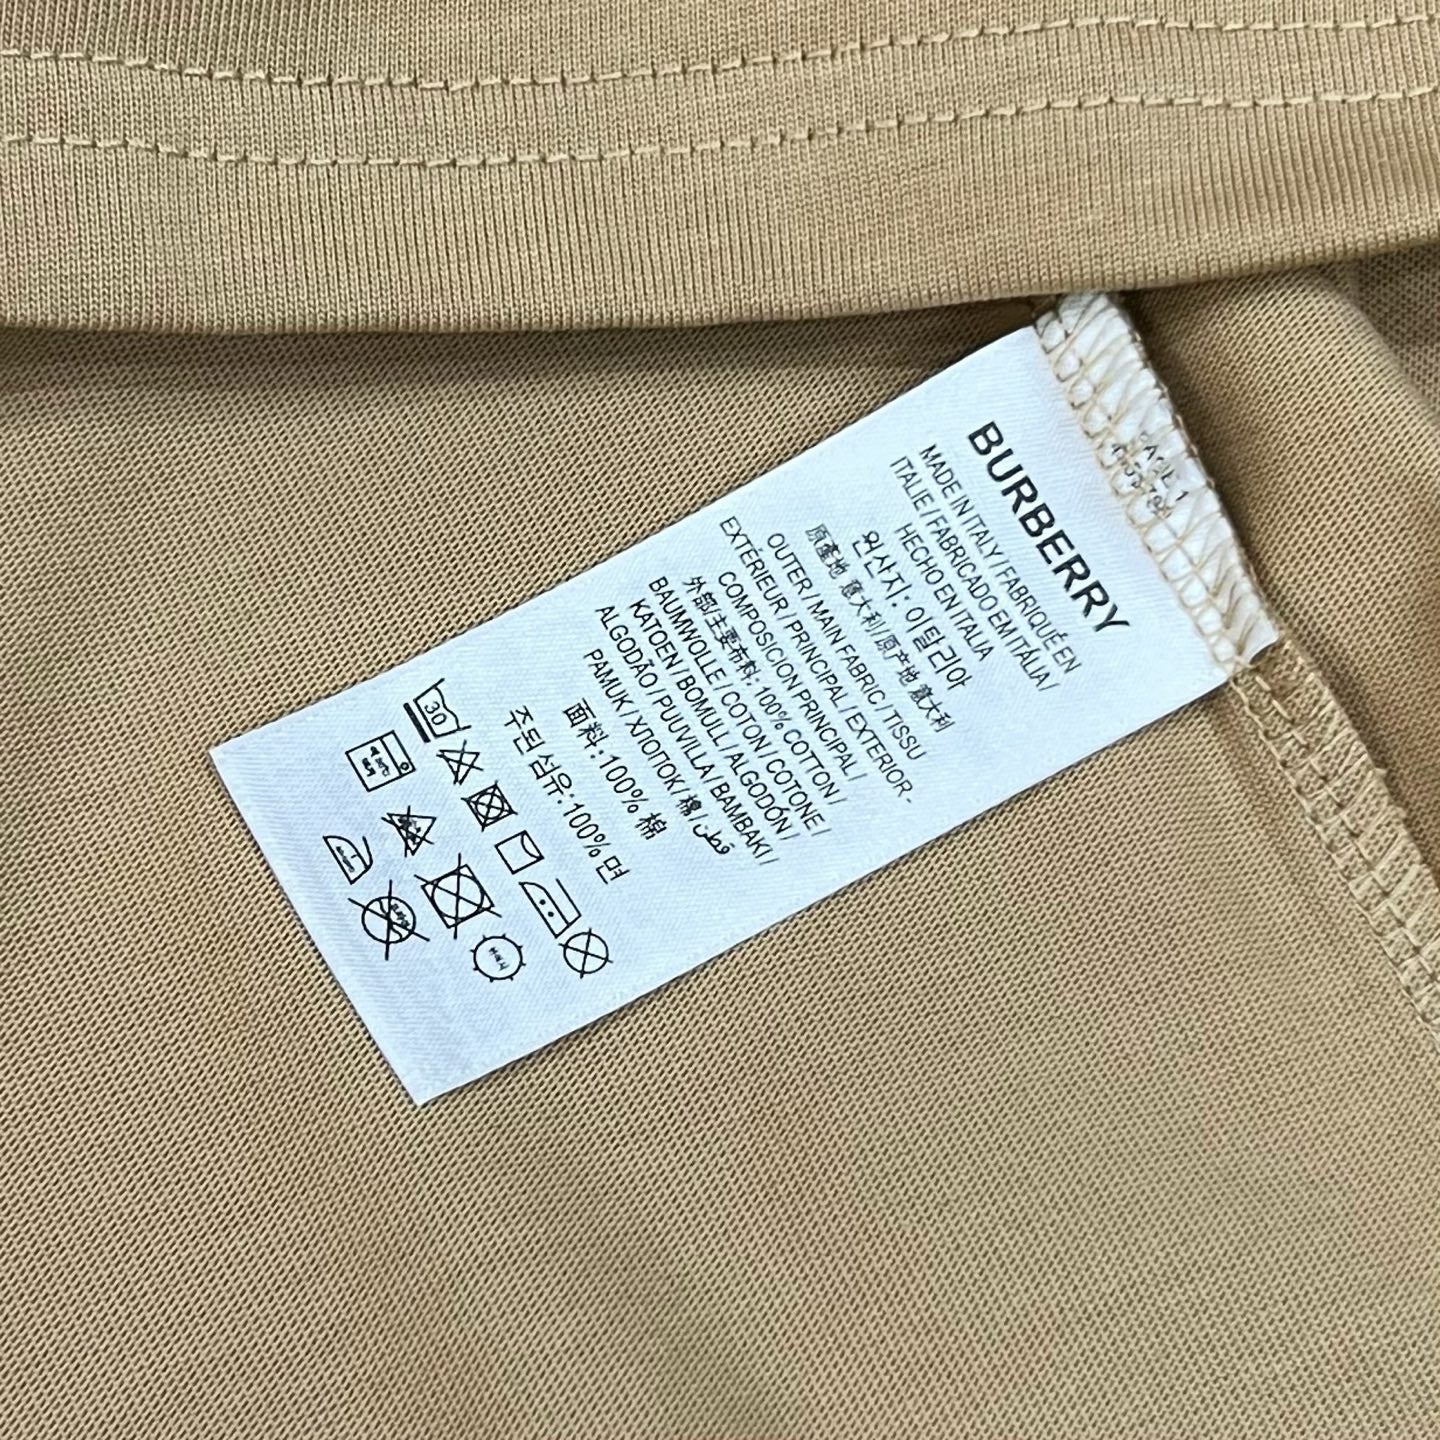 BURBERRY
MADE IN ITALY / FABRIQUÉ EN
ITALIE / FABRICADO EM ITÁLIA /
HECHO EN ITALIA
원산지: 이탈리아
原產地 意大利 / 原产地 意大利
OUTER / MAIN FABRIC / TISSU
EXTÉRIEUR / PRINCIPAL / EXTERIOR -
COMPOSICION PRINCIPAL /
外部/主要布料: 100% COTTON /
BAUMWOLLE / COTON / COTONE /
KATOEN / BOMULL / ALGODÓN /
ALGODÃO / PUUVILLA / BAMBAKI /
PAMUK / ХЛОПОК / 棉 / قطن
面料: 100% 棉
주된 섬유: 100% 면
30